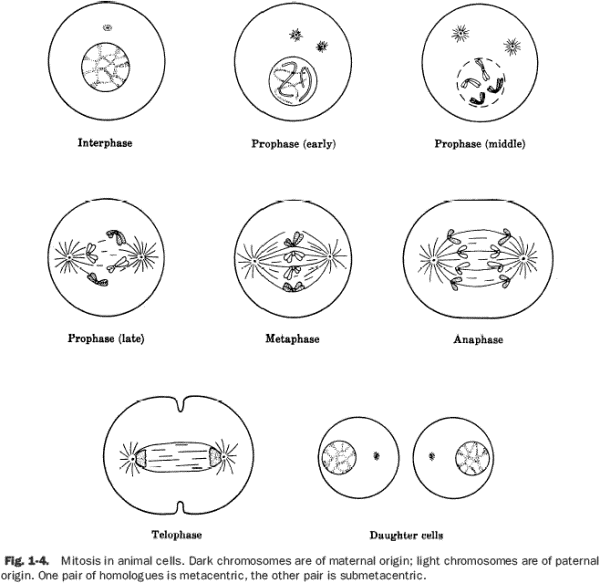 Interphase
Prophase (early)
Prophase (middle)
Prophase (late)
Metaphase
Anaphase
Telophase
Daughter cells
Fig. 1-4. Mitosis in animal cells. Dark chromosomes are of maternal origin; light chromosomes are of paternal
origin. One pair of homologues is metacentric, the other pair is submetacentric.